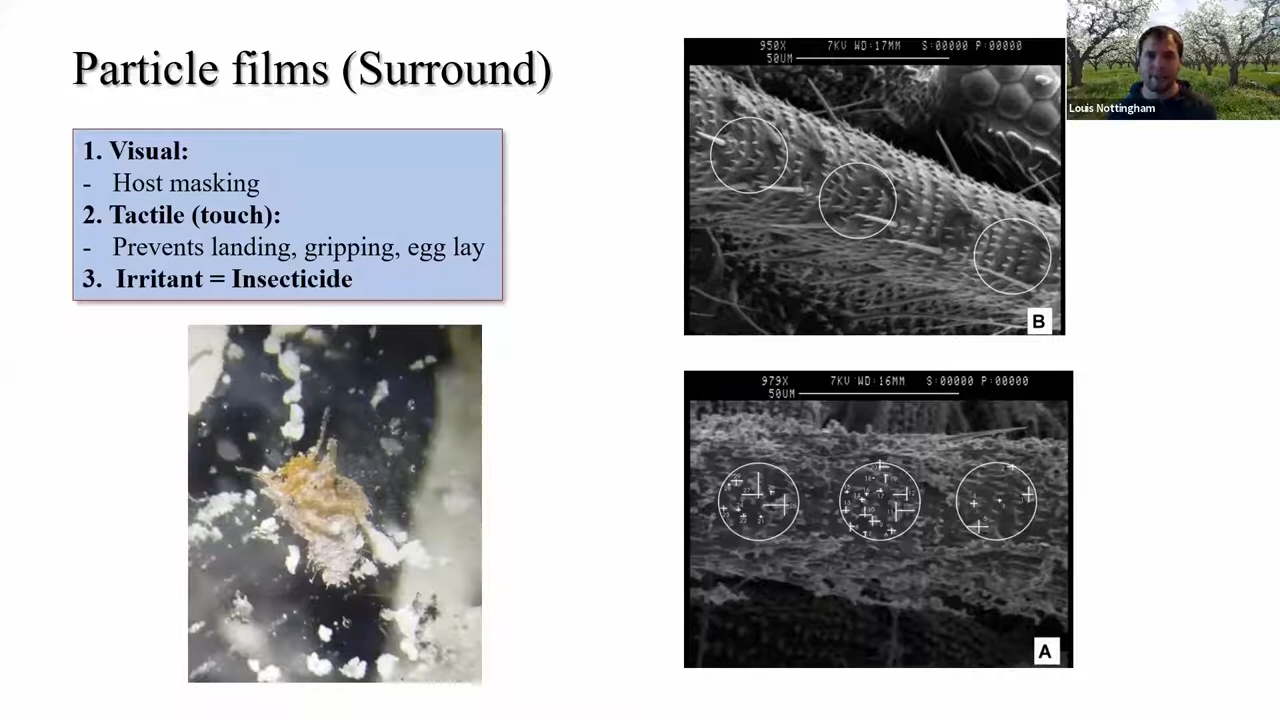 Particle films (Surround)
1. Visual:
- Host masking
2. Tactile (touch):
- Prevents landing, gripping, egg lay
3. Irritant = Insecticide
950X 7KV WD:17MM S:00000 P:00000
50UM
B
979X 7KV WD:16MM S:00000 P:00000
50UM
A
Louis Nottingham